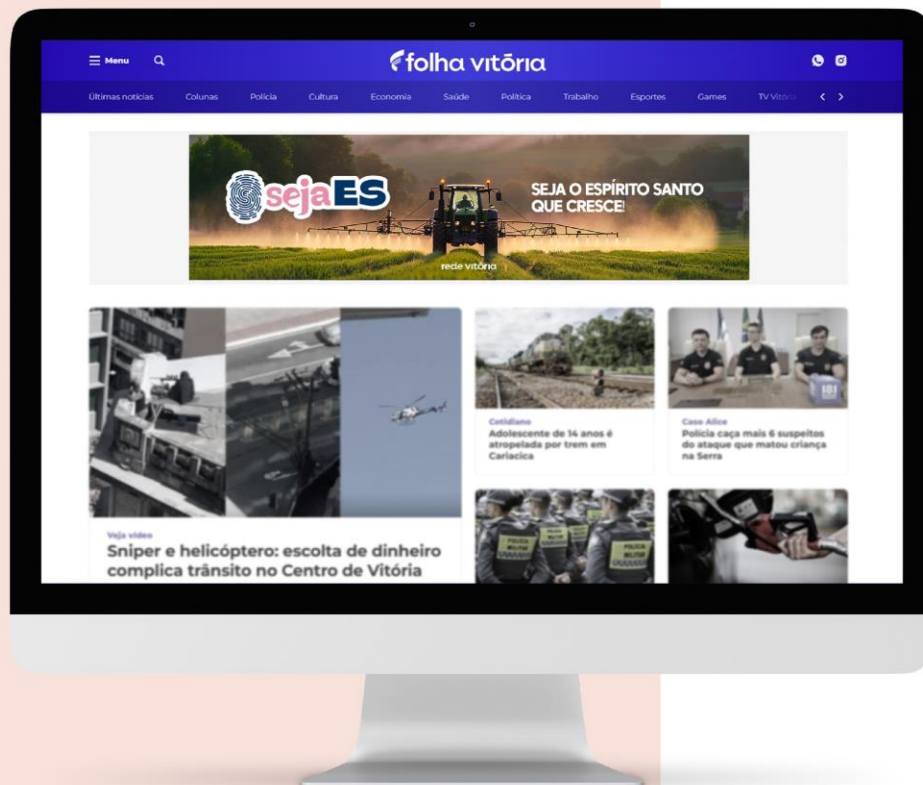 Menu
folha vitória
Últimas notícias Colunas Polícia Cultura Economia Saúde Política Trabalho Esportes Games TV Vitória
sejaES
SEJA O ESPÍRITO SANTO
QUE CRESCE!
rede vitória
Veja vídeo
Sniper e helicóptero: escolta de dinheiro
complica trânsito no Centro de Vitória
Cotidiano
Adolescente de 14 anos é
atropelada por trem em
Cariacica
Caso Alice
Polícia caça mais 6 suspeitos
do ataque que matou criança
na Serra
181
POLÍCIA
MILITAR